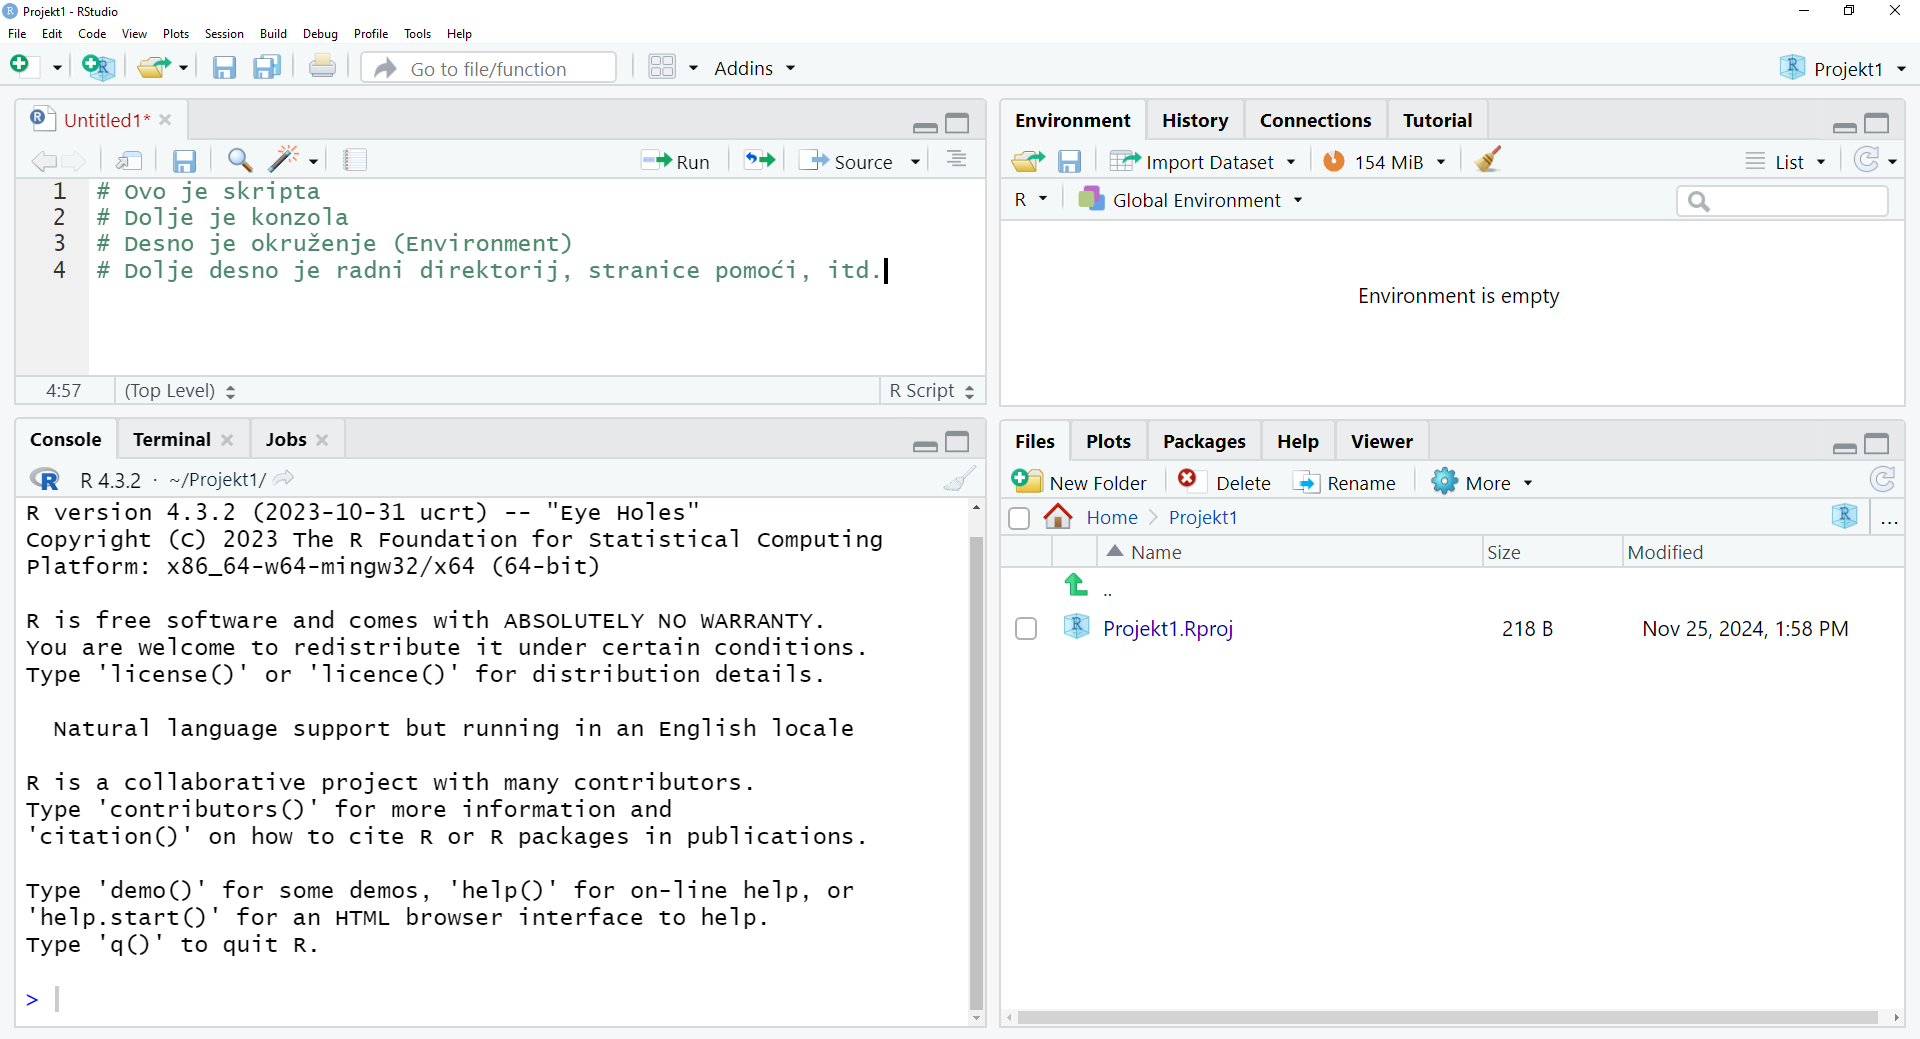 Projekt1 - RStudio
File Edit Code View Plots Session Build Debug Profile Tools Help
Go to file/function Addins Projekt1
Untitled1*
Run Source
1 # Ovo je skripta
2 # Dolje je konzola
3 # Desno je okruženje (Environment)
4 # Dolje desno je radni direktorij, stranice pomoći, itd.
4:57 (Top Level) R Script
Console Terminal Jobs
R 4.3.2 · ~/Projekt1/
R version 4.3.2 (2023-10-31 ucrt) -- "Eye Holes"
Copyright (C) 2023 The R Foundation for Statistical Computing
Platform: x86_64-w64-mingw32/x64 (64-bit)
R is free software and comes with ABSOLUTELY NO WARRANTY.
You are welcome to redistribute it under certain conditions.
Type 'license()' or 'licence()' for distribution details.
Natural language support but running in an English locale
R is a collaborative project with many contributors.
Type 'contributors()' for more information and
'citation()' on how to cite R or R packages in publications.
Type 'demo()' for some demos, 'help()' for on-line help, or
'help.start()' for an HTML browser interface to help.
Type 'q()' to quit R.
>
Environment History Connections Tutorial
Import Dataset 154 MiB List
R Global Environment
Environment is empty
Files Plots Packages Help Viewer
New Folder Delete Rename More
Home Projekt1 ...
Name Size Modified
..
Projekt1.Rproj 218 B Nov 25, 2024, 1:58 PM